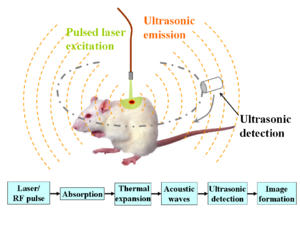 Pulsed laser
excitation
Ultrasonic
emission
Ultrasonic
detection
Laser/
RF pulse
Absorption
Thermal
expansion
Acoustic
waves
Ultrasonic
detection
Image
formation